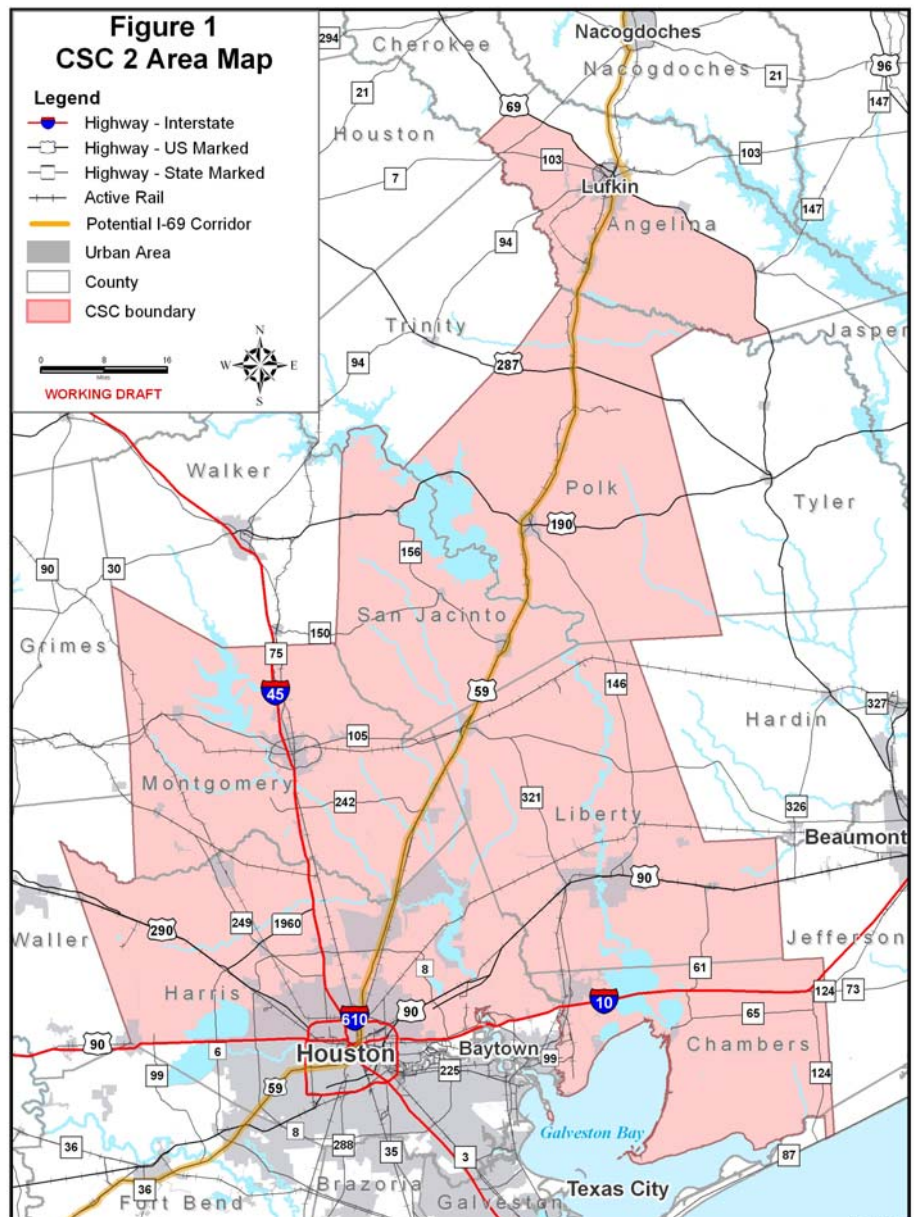 Figure 1
CSC 2 Area Map
Legend
Highway - Interstate
Highway - US Marked
Highway - State Marked
Active Rail
Potential I-69 Corridor
Urban Area
County
CSC boundary
0 8 16
Miles
WORKING DRAFT
N
W E
S
Nacogdoches
294
Cherokee
Nacogdoches
96
21
21
69
147
Houston
103
103
7
Lufkin
147
Angelina
94
Trinity
Jasper
287
94
Walker
Polk
Tyler
190
156
90
30
San Jacinto
Grimes
150
75
45
59
146
327
Hardin
105
Montgomery
242
321
Liberty
326
Beaumont
90
290
249
1960
Waller
Jefferson
8
61
Harris
124
73
610
90
10
65
90
Houston
Baytown
Chambers
6
99
99
225
124
59
8
Galveston Bay
36
288
35
3
87
36
Brazoria
Texas City
Fort Bend
Galveston